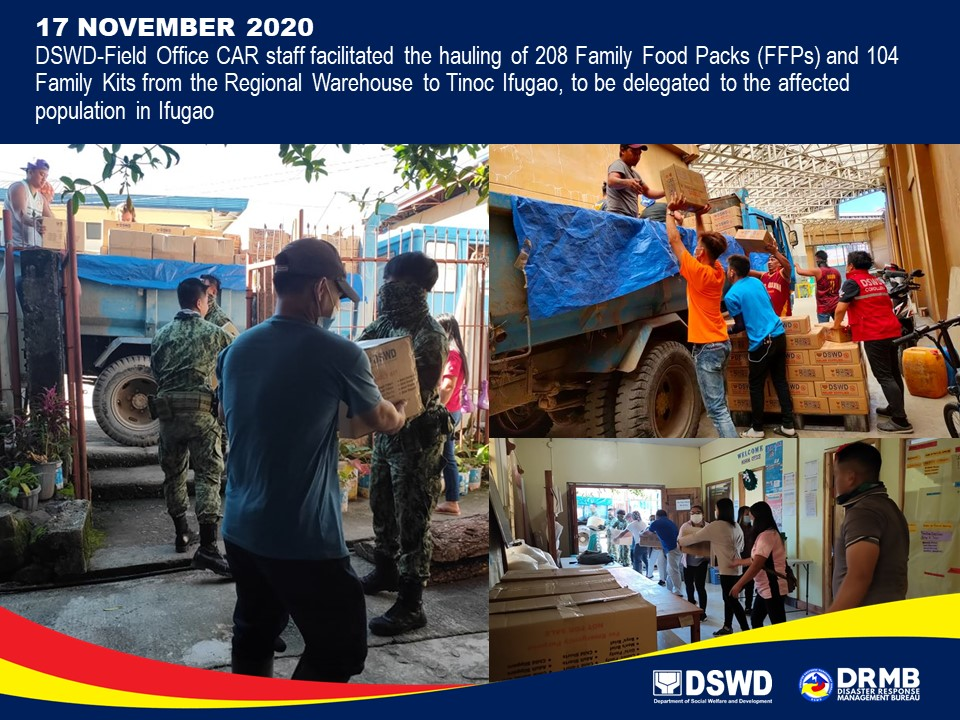 17 NOVEMBER 2020
DSWD-Field Office CAR staff facilitated the hauling of 208 Family Food Packs (FFPs) and 104
Family Kits from the Regional Warehouse to Tinoc Ifugao, to be delegated to the affected
population in Ifugao
DSWD
DSWD
DSWD
WELCOME
DSWD
Department of Social Welfare and Development
DRMB
DISASTER RESPONSE
MANAGEMENT BUREAU